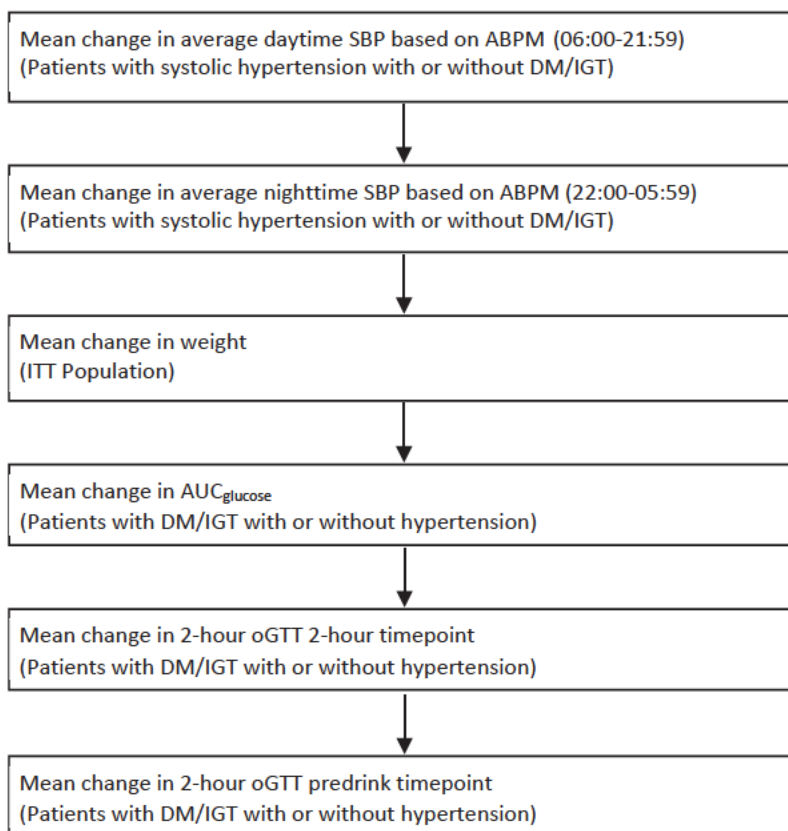 Mean change in average daytime SBP based on ABPM (06:00-21:59)
(Patients with systolic hypertension with or without DM/IGT)
Mean change in average nighttime SBP based on ABPM (22:00-05:59)
(Patients with systolic hypertension with or without DM/IGT)
Mean change in weight
(ITT Population)
Mean change in AUCglucose
(Patients with DM/IGT with or without hypertension)
Mean change in 2-hour oGTT 2-hour timepoint
(Patients with DM/IGT with or without hypertension)
Mean change in 2-hour oGTT predrink timepoint
(Patients with DM/IGT with or without hypertension)